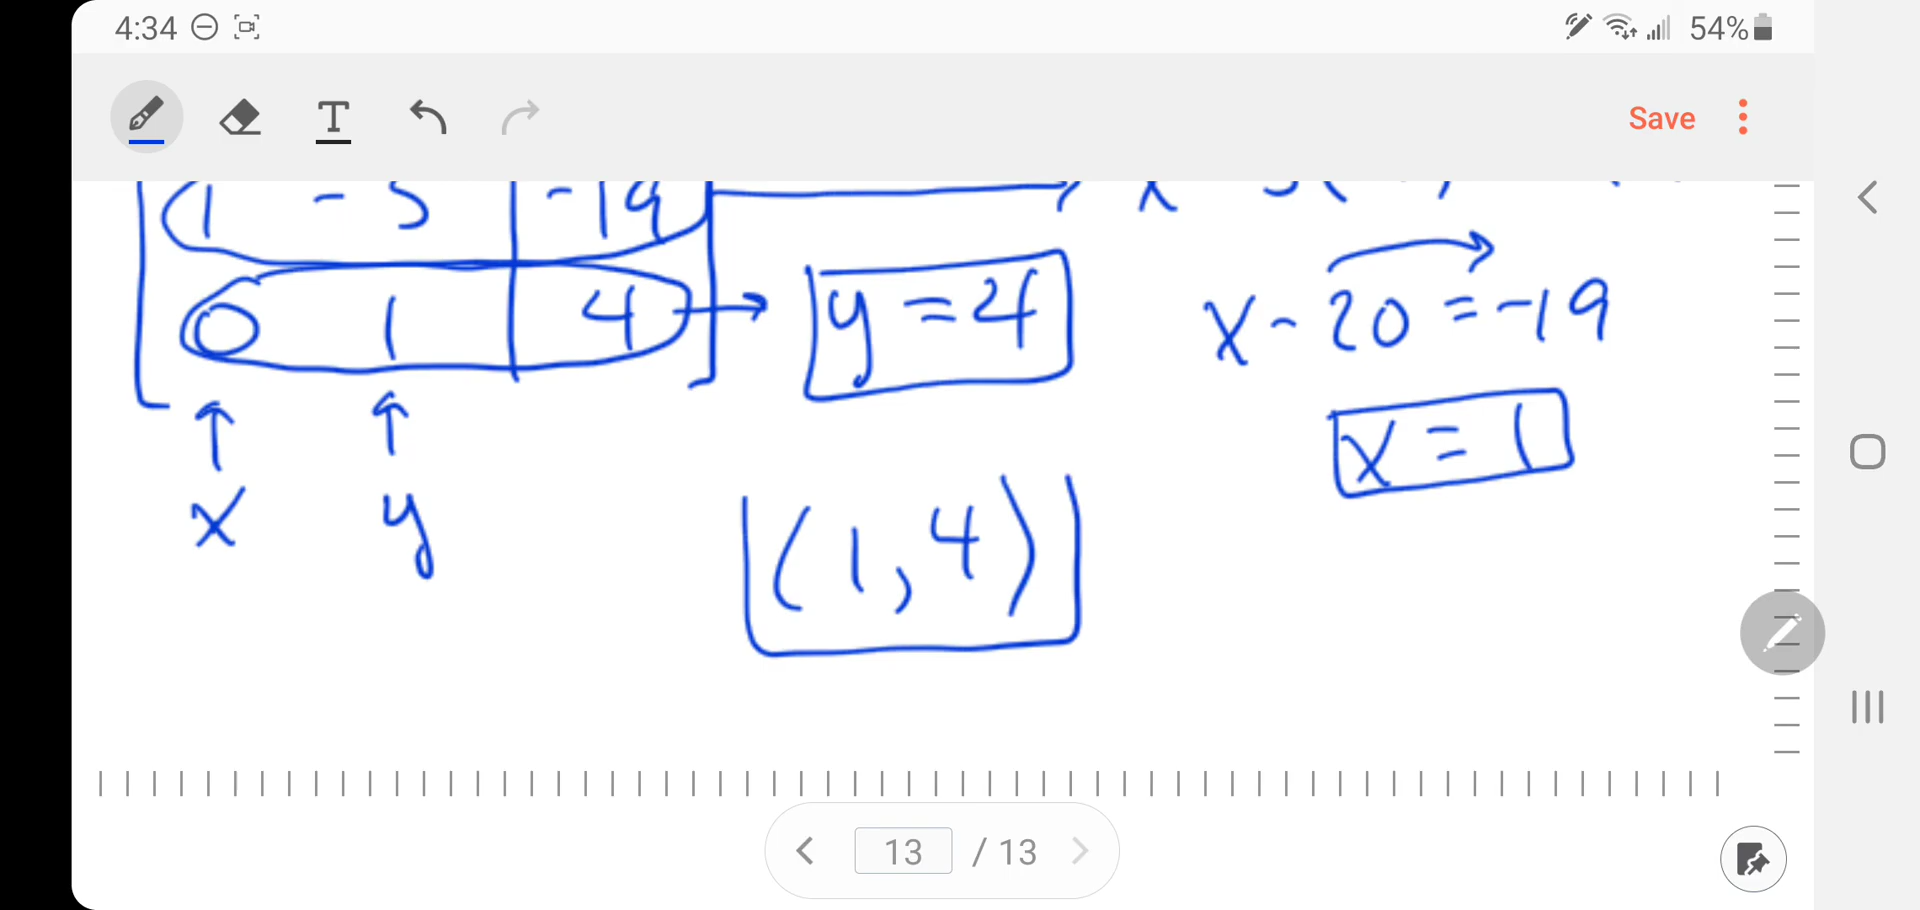 4:34 54%
T Save
1 -5 -19
0 1 4 → y = 4
x - 20 = -19
x = 1
x y
(1, 4)
13 / 13